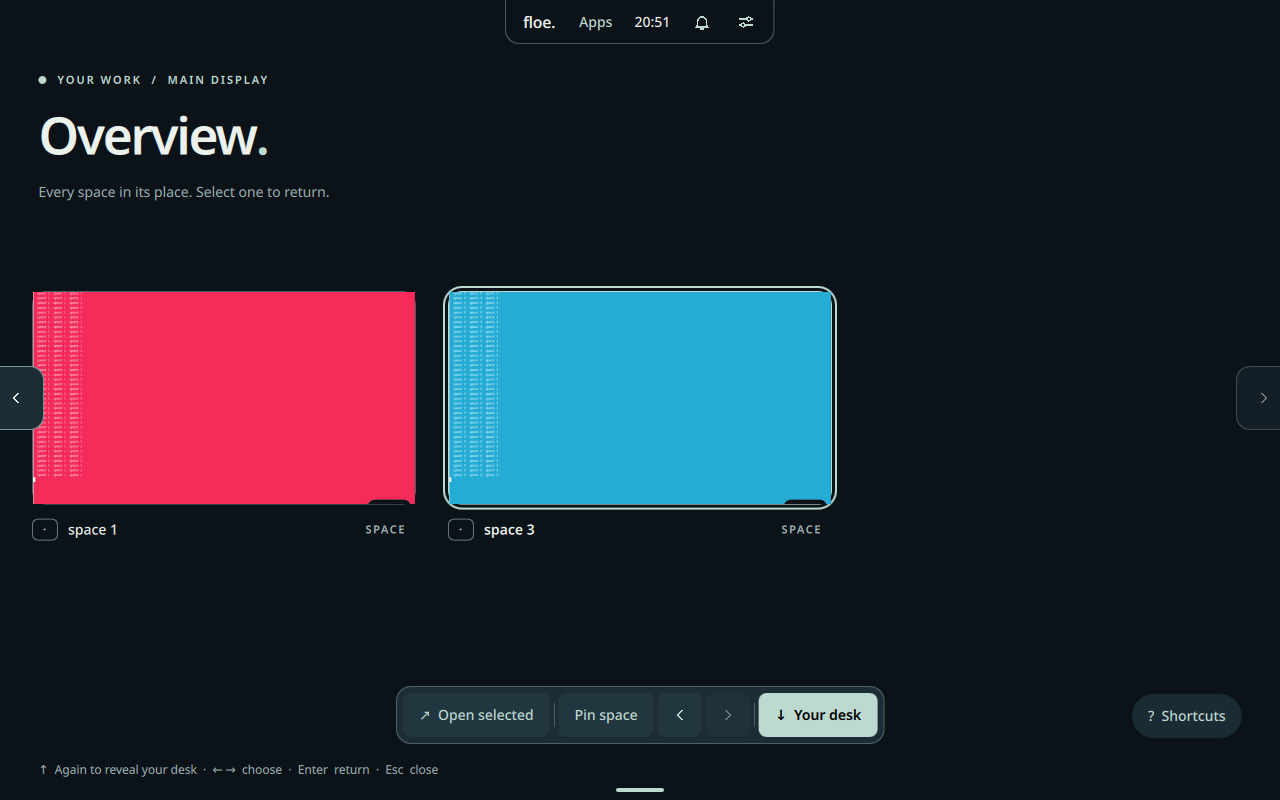 floe. Apps 20:51
YOUR WORK / MAIN DISPLAY
Overview.
Every space in its place. Select one to return.
space 1 SPACE
space 3 SPACE
↗ Open selected
Pin space
↓ Your desk
? Shortcuts
↑ Again to reveal your desk · ←→ choose · Enter return · Esc close